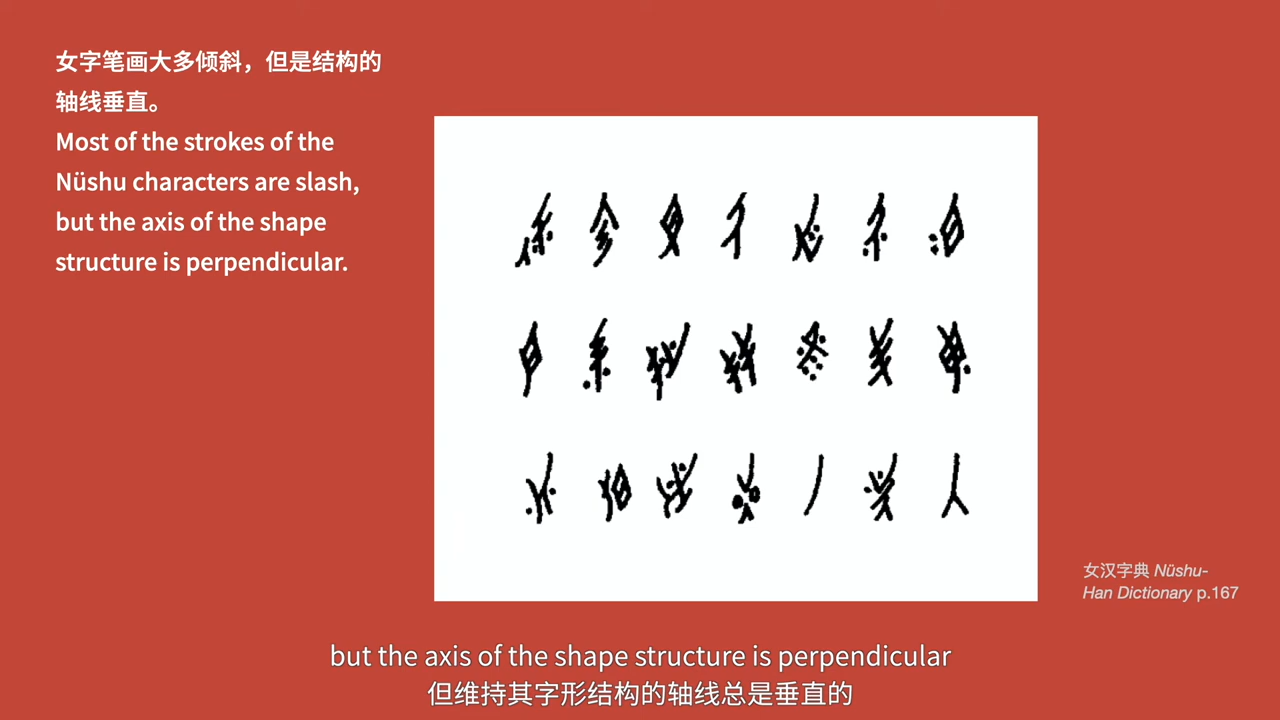 女字笔画大多倾斜，但是结构的
轴线垂直。
Most of the strokes of the
Nüshu characters are slash,
but the axis of the shape
structure is perpendicular.
女汉字典 Nüshu-
Han Dictionary p.167
but the axis of the shape structure is perpendicular
但维持其字形结构的轴线总是垂直的